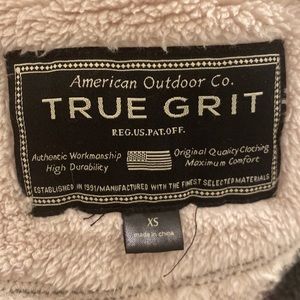 American Outdoor Co.
TRUE GRIT
REG.US.PAT.OFF.
Authentic Workmanship
High Durability
Original Quality Clothing
Maximum Comfort
ESTABLISHED IN 1991/MANUFACTURED WITH THE FINEST SELECTED MATERIALS
XS
made in china